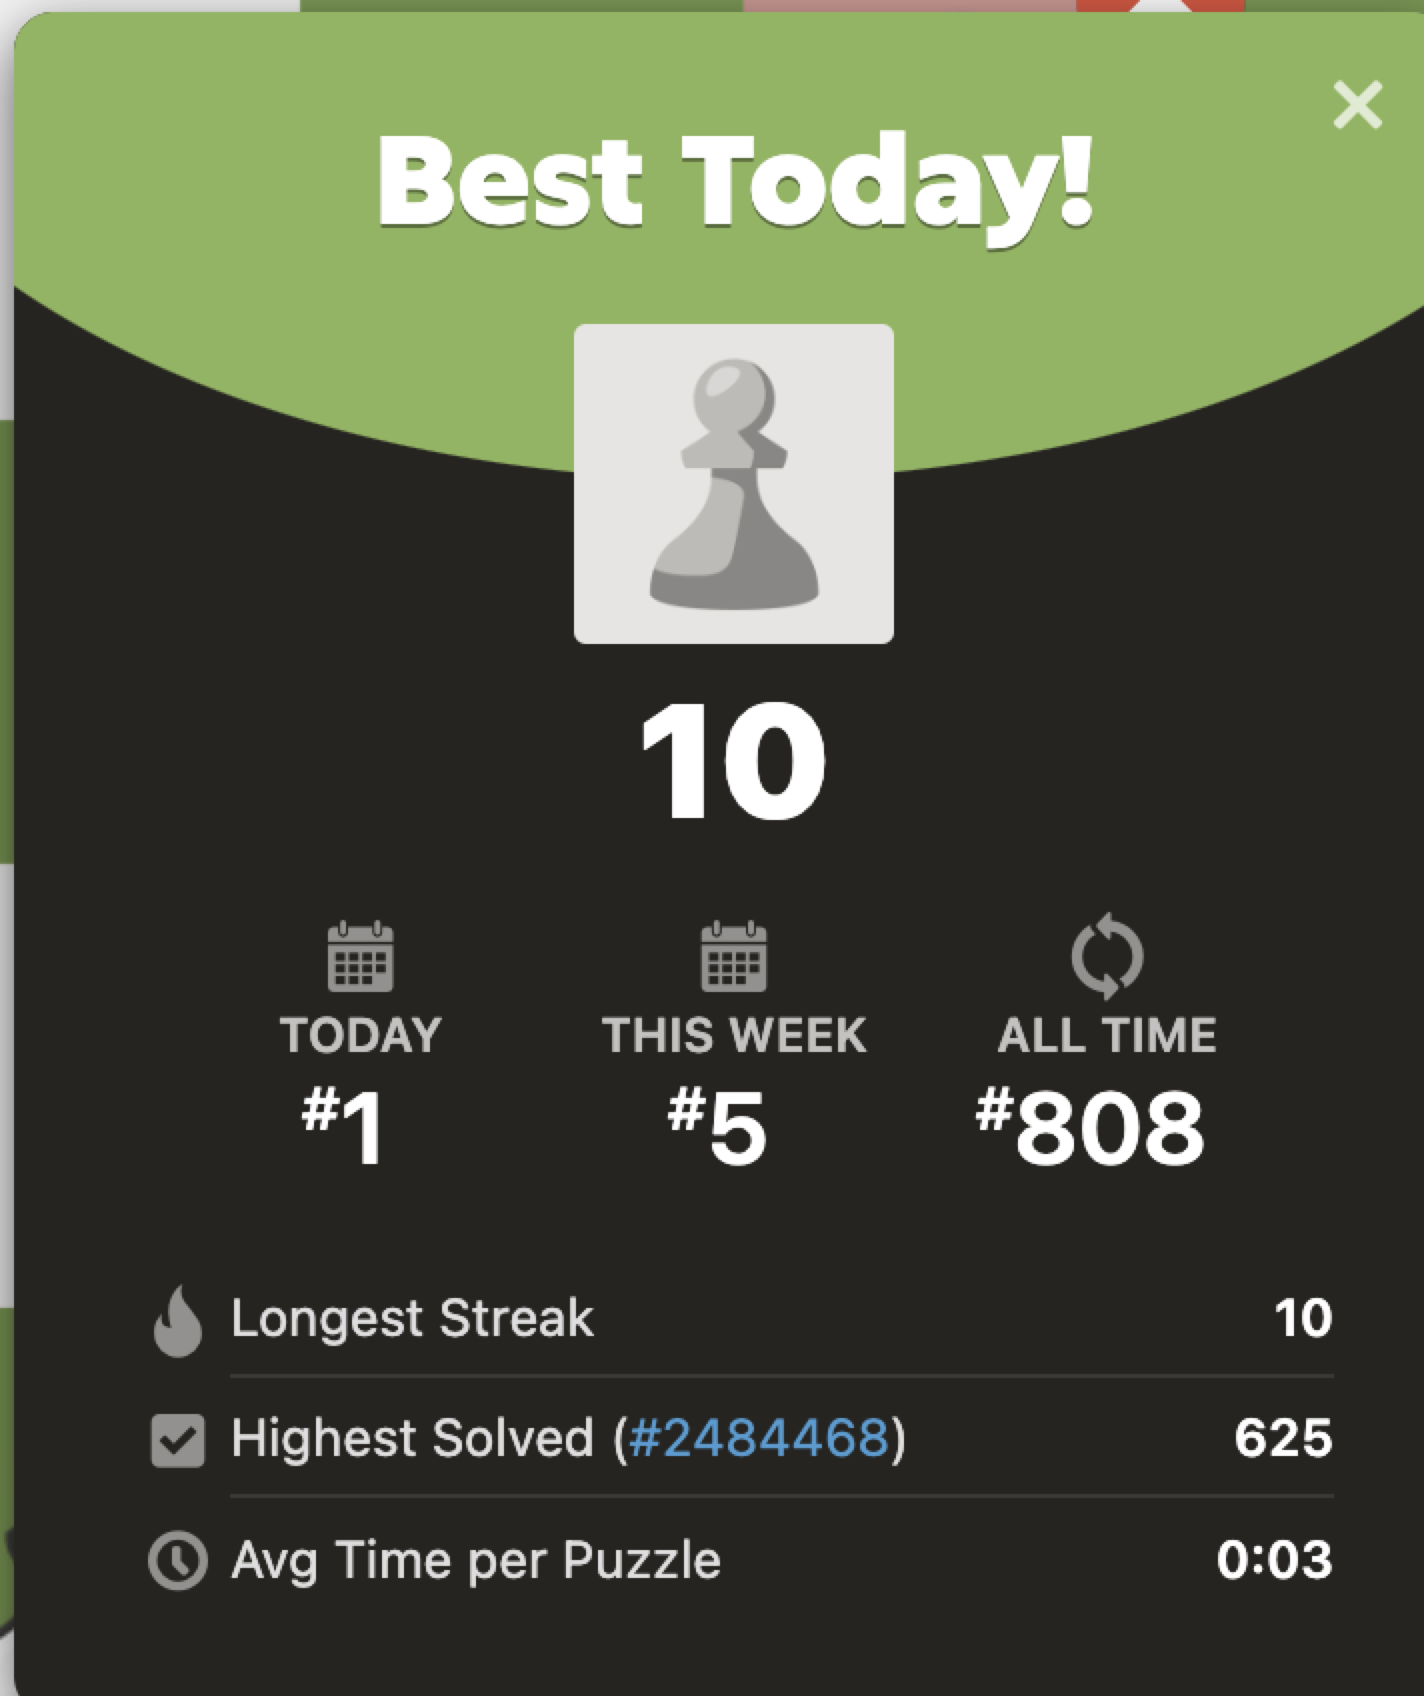 Best Today!
10
TODAY THIS WEEK ALL TIME
#1 #5 #808
Longest Streak 10
Highest Solved (#2484468) 625
Avg Time per Puzzle 0:03